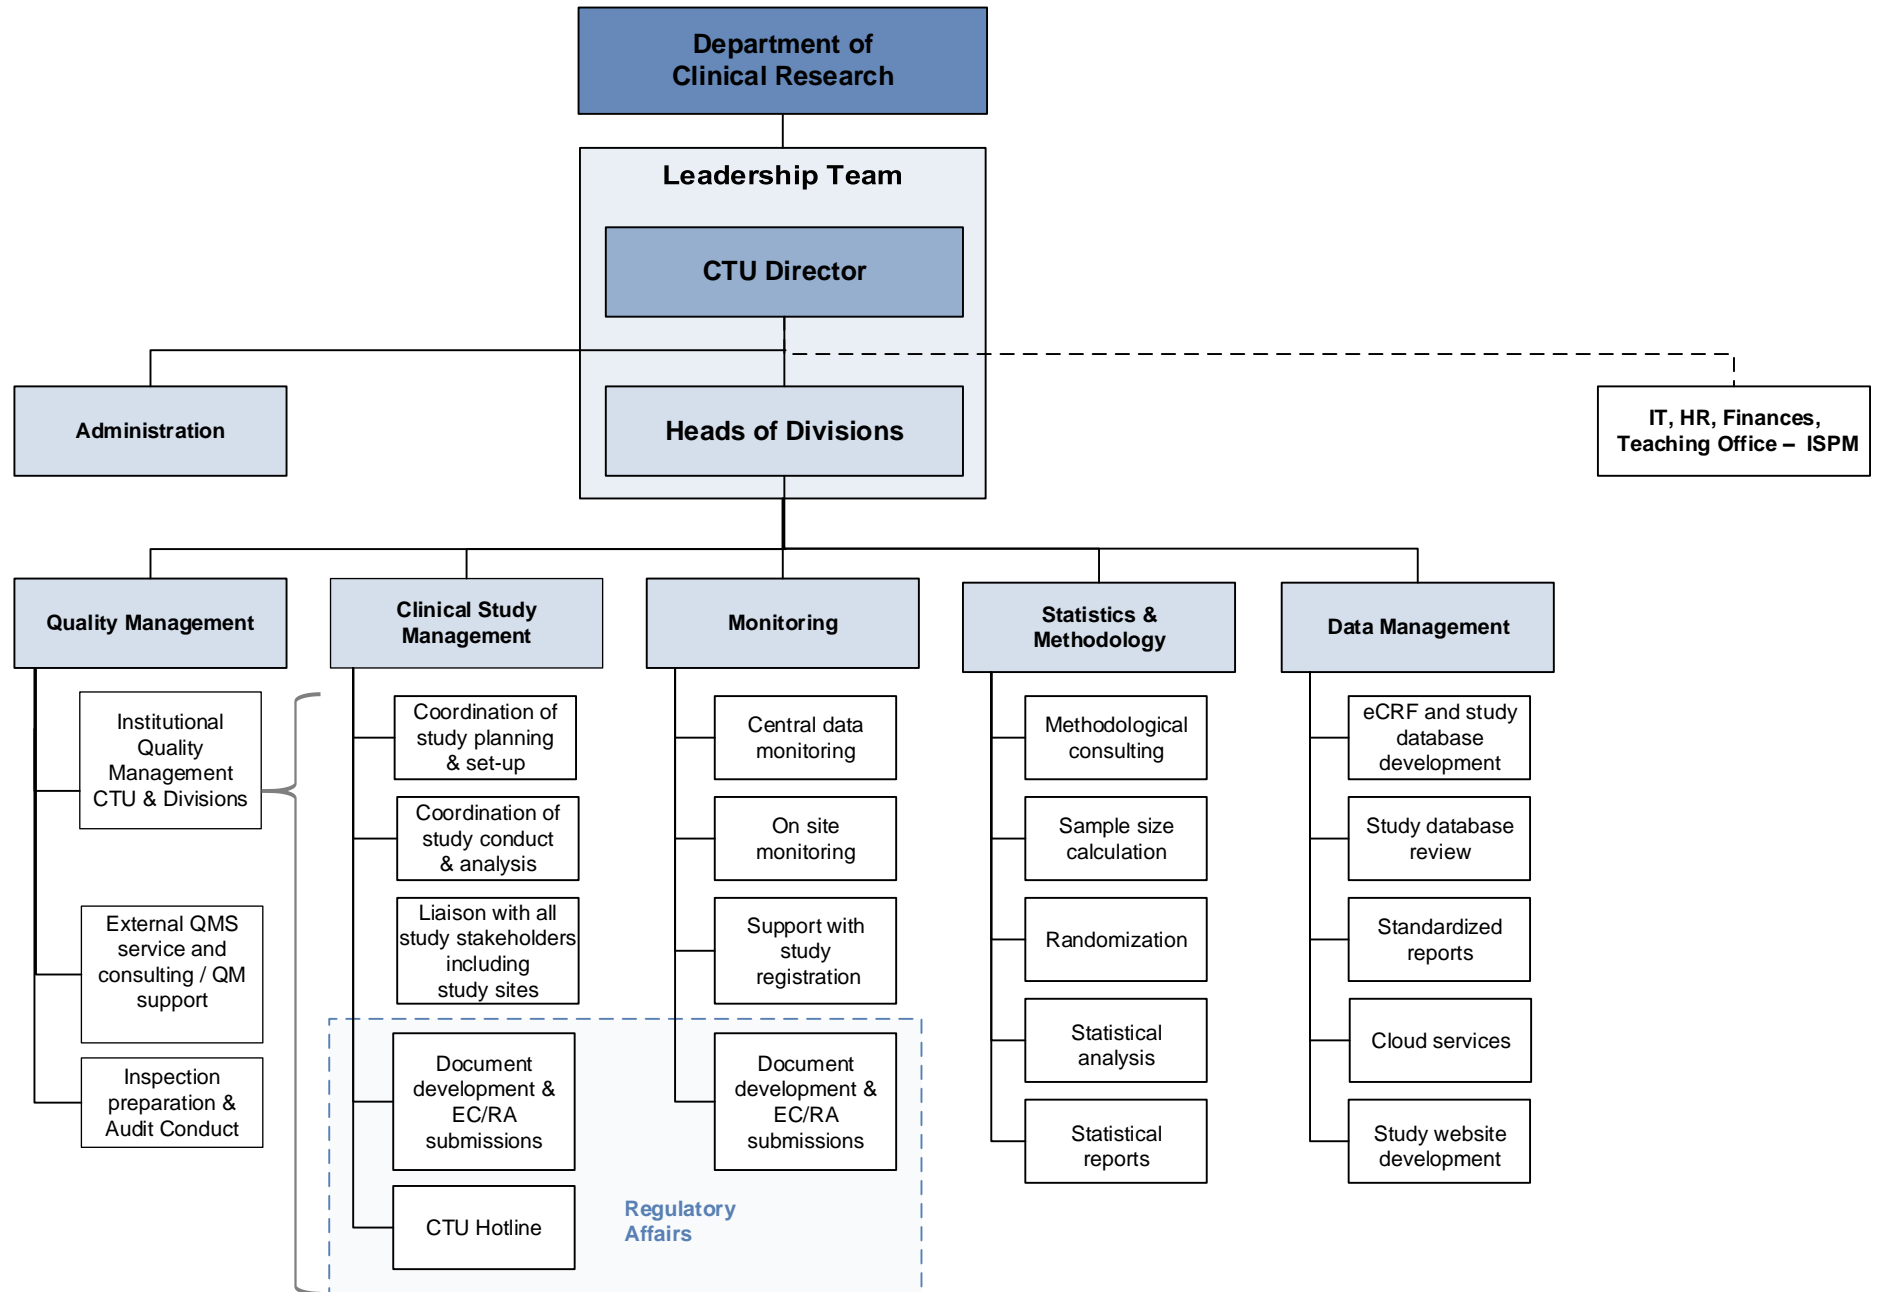 Department of
Clinical Research
Leadership Team
CTU Director
Administration
Heads of Divisions
IT, HR, Finances,
Teaching Office – ISPM
Quality Management
Clinical Study
Management
Monitoring
Statistics &
Methodology
Data Management
Institutional
Quality
Management
CTU & Divisions
External QMS
service and
consulting / QM
support
Inspection
preparation &
Audit Conduct
Coordination of
study planning
& set-up
Coordination of
study conduct
& analysis
Liaison with all
study stakeholders
including
study sites
Document
development &
EC/RA
submissions
CTU Hotline
Central data
monitoring
On site
monitoring
Support with
study
registration
Document
development &
EC/RA
submissions
Regulatory
Affairs
Methodological
consulting
Sample size
calculation
Randomization
Statistical
analysis
Statistical
reports
eCRF and study
database
development
Study database
review
Standardized
reports
Cloud services
Study website
development